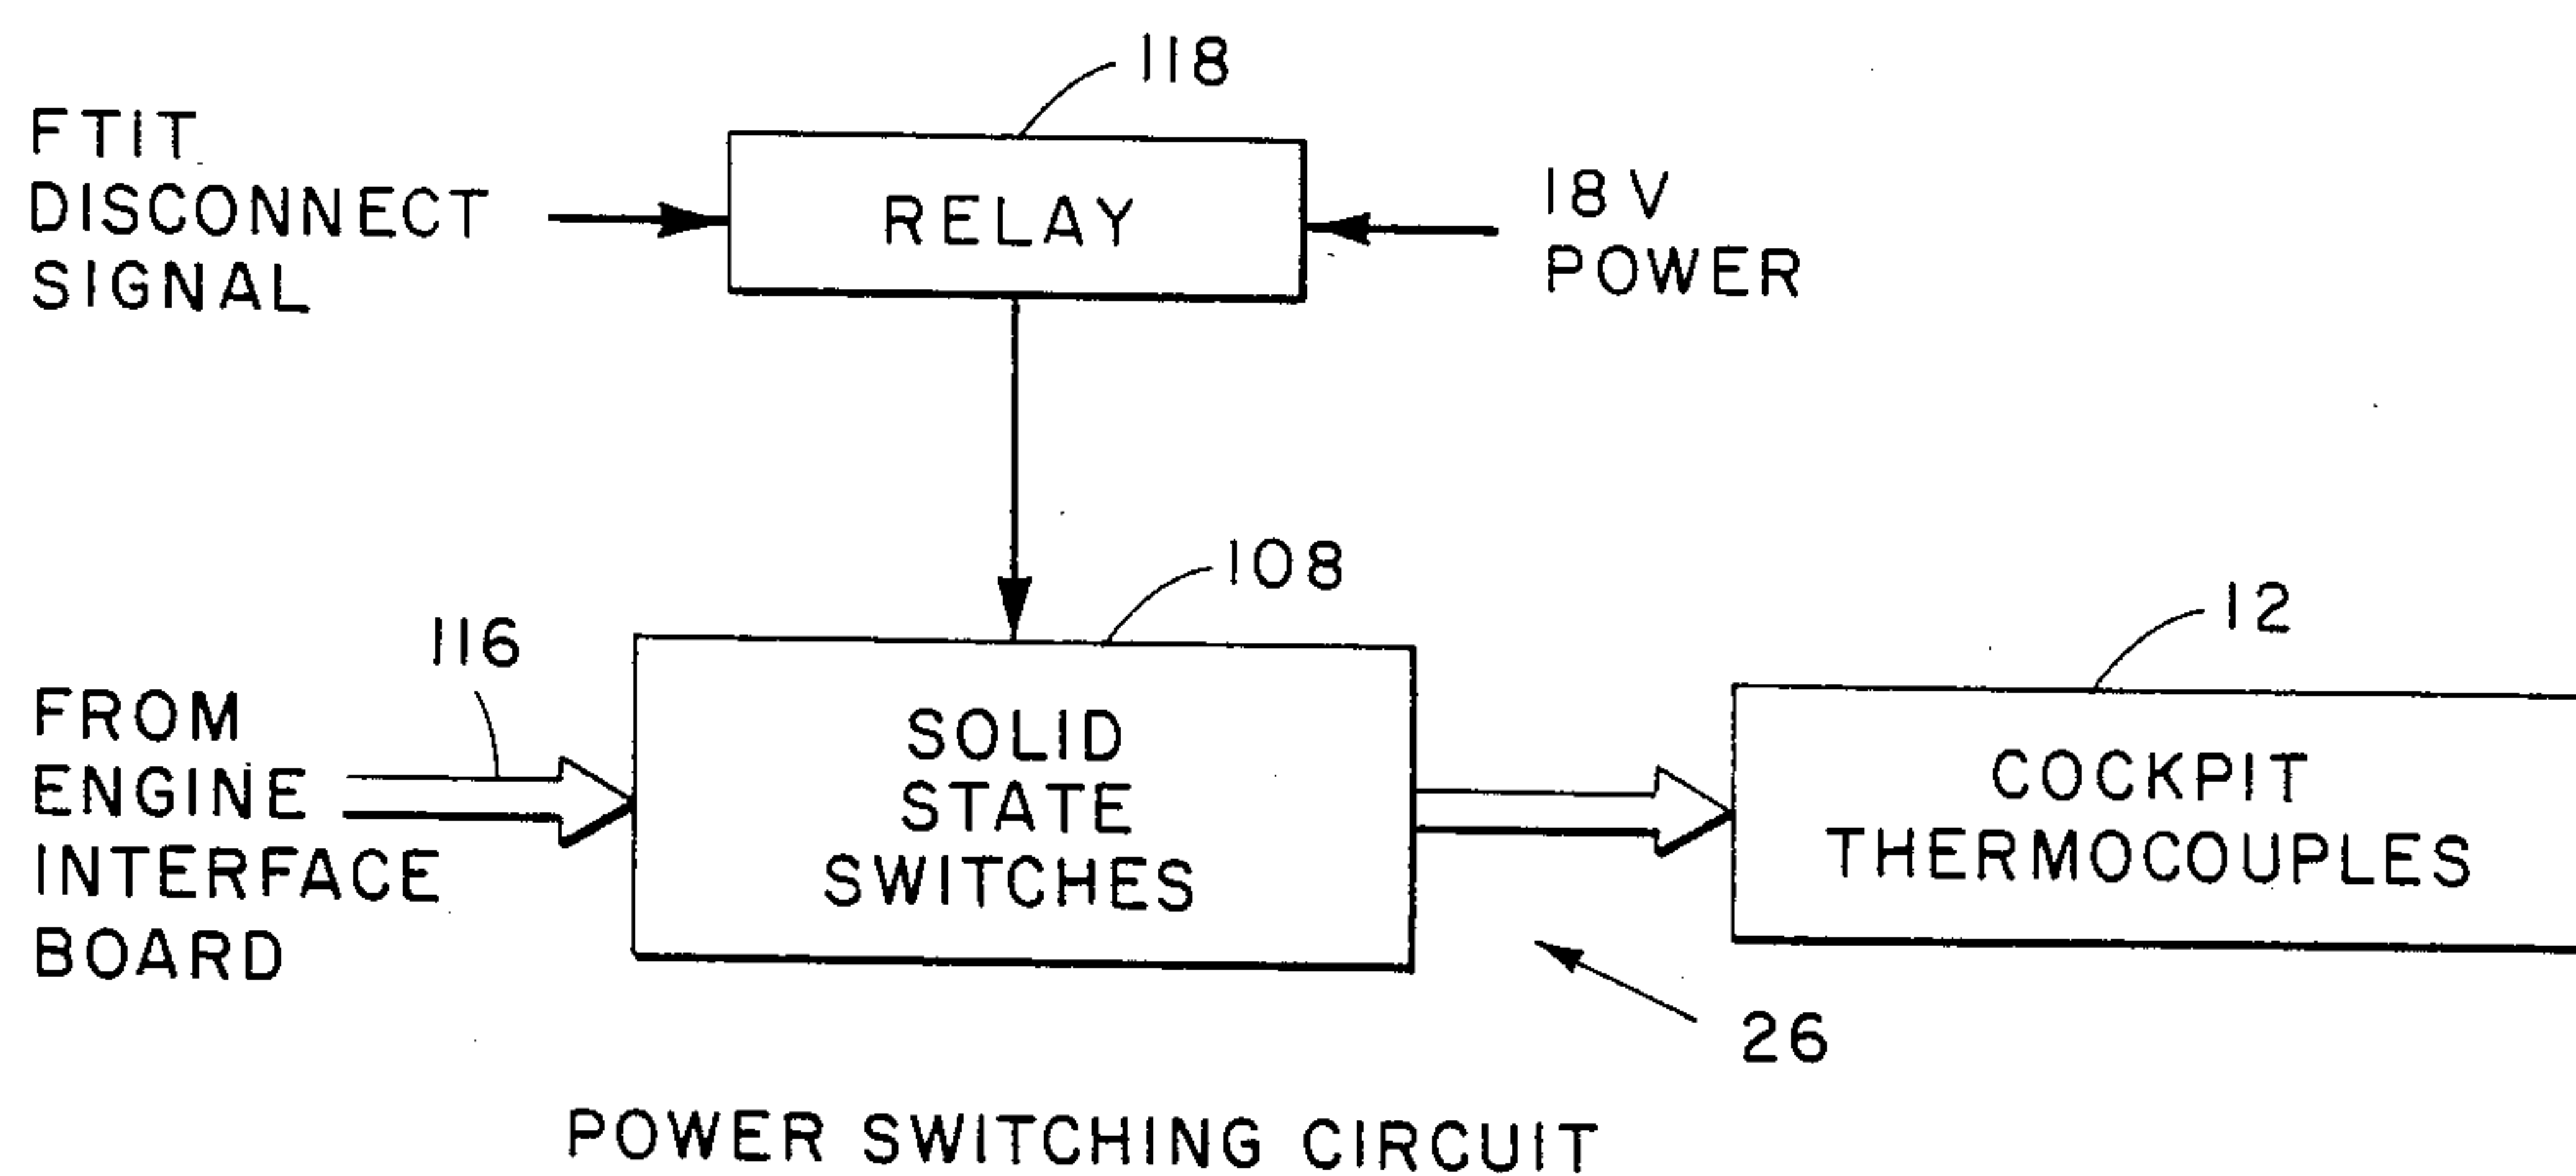 118
FTIT
DISCONNECT
SIGNAL
RELAY
18 V
POWER
108
116
12
FROM
ENGINE
INTERFACE
BOARD
SOLID
STATE
SWITCHES
COCKPIT
THERMOCOUPLES
26
POWER SWITCHING CIRCUIT